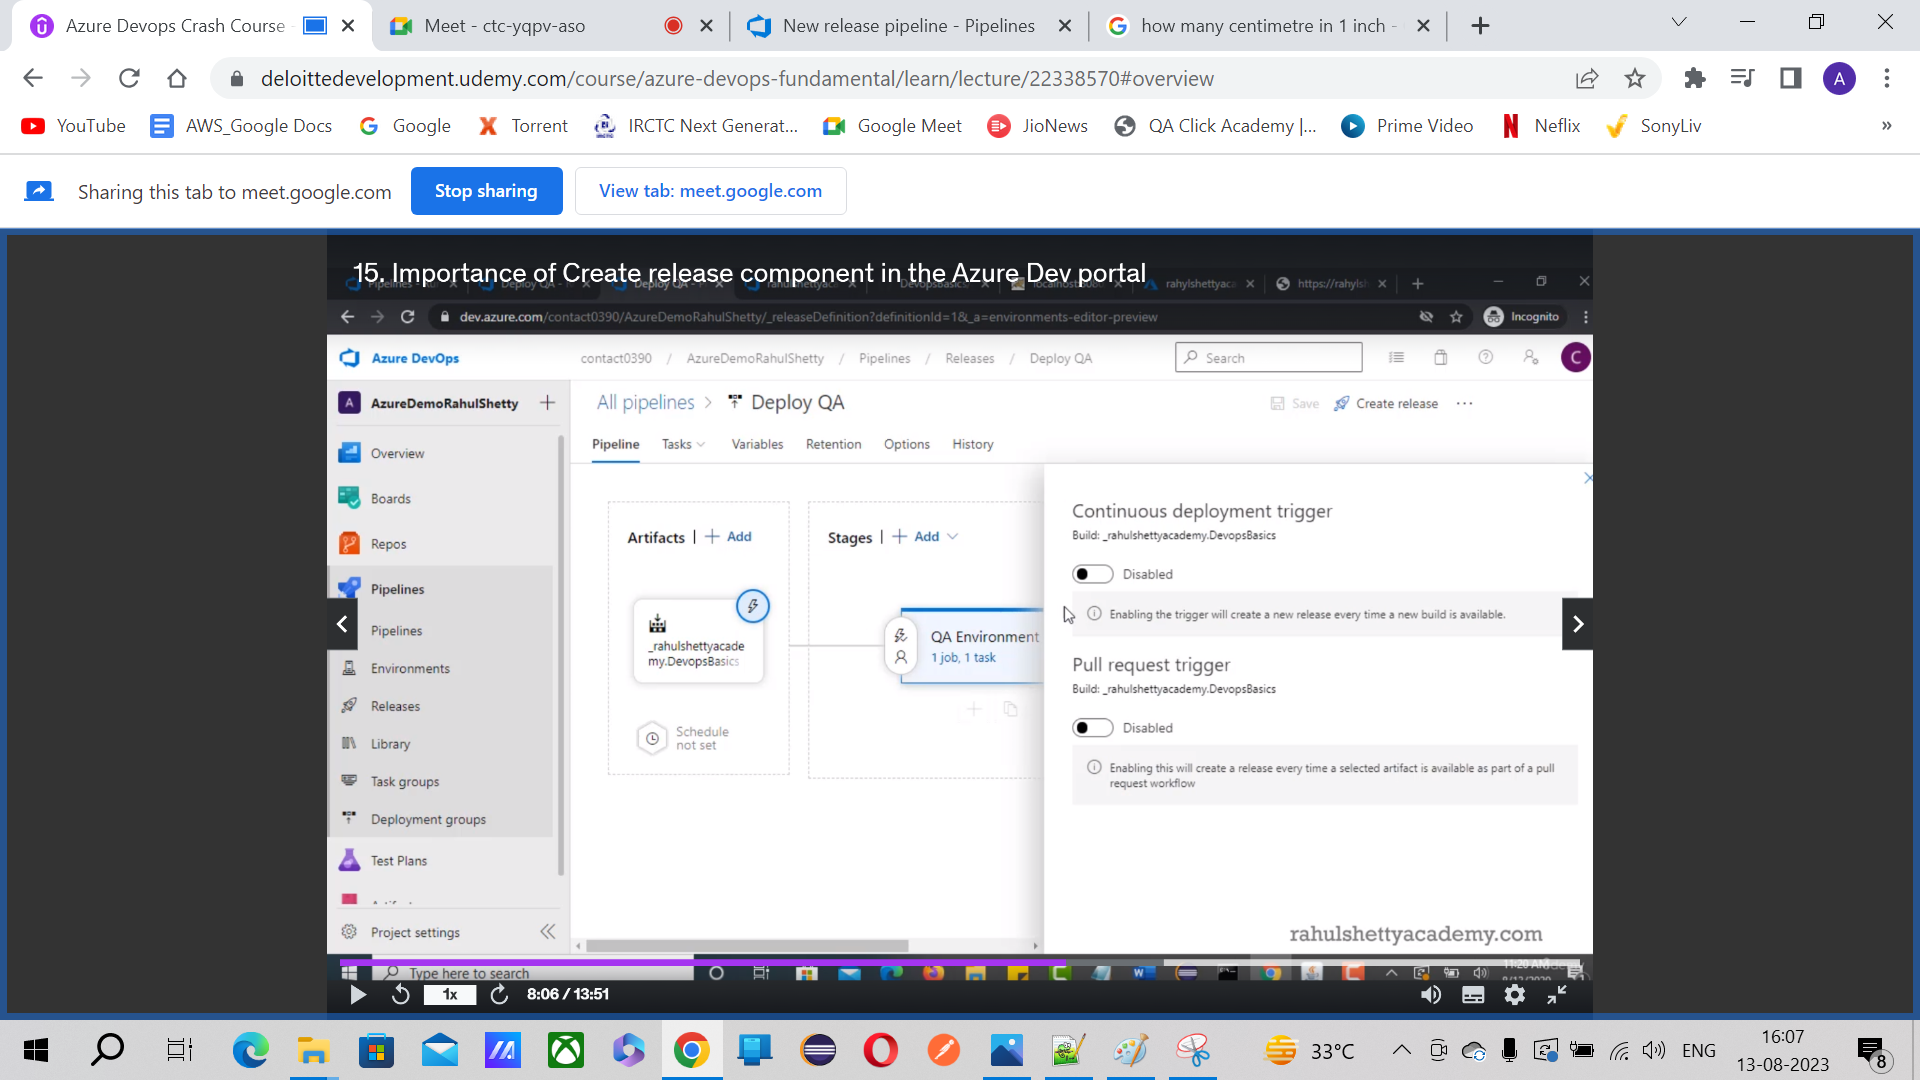 Azure Devops Crash Course
Meet - ctc-yqpv-aso
New release pipeline - Pipelines
how many centimetre in 1 inch -
deloittedevelopment.udemy.com/course/azure-devops-fundamental/learn/lecture/22338570#overview
A
YouTube
AWS_Google Docs
Google
Torrent
IRCTC Next Generat...
Google Meet
JioNews
QA Click Academy |...
Prime Video
Neflix
SonyLiv
»
Sharing this tab to meet.google.com
Stop sharing
View tab: meet.google.com
15. Importance of Create release component in the Azure Dev portal
rahylshettyac
https://rahylsh
dev.azure.com/contact0390/AzureDemoRahulShetty/_releaseDefinition?definitionId=1&_a=environments-editor-preview
Incognito
Azure DevOps
contact0390 / AzureDemoRahulShetty / Pipelines / Releases / Deploy QA
Search
C
A AzureDemoRahulShetty
All pipelines > Deploy QA
Save
Create release
Overview
Pipeline
Tasks
Variables
Retention
Options
History
Boards
Repos
Pipelines
Pipelines
Environments
Releases
Library
Task groups
Deployment groups
Test Plans
Project settings
Artifacts | + Add
Stages | + Add
_rahulshettyacade
my.DevopsBasics
QA Environment
1 job, 1 task
Schedule
not set
Continuous deployment trigger
Build: _rahulshettyacademy.DevopsBasics
Disabled
Enabling the trigger will create a new release every time a new build is available.
Pull request trigger
Build: _rahulshettyacademy.DevopsBasics
Disabled
Enabling this will create a release every time a selected artifact is available as part of a pull
request workflow
rahulshettyacademy.com
Type here to search
1x
8:06 / 13:51
33°C
ENG
16:07
13-08-2023
8